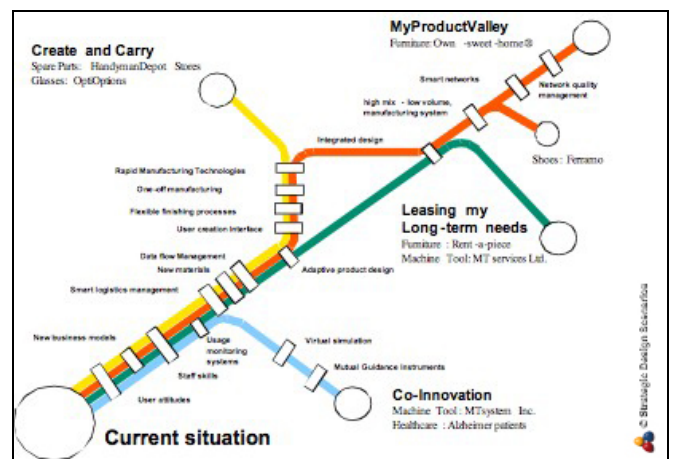 MyProductValley
Furniture: Own -sweet -home®
Create and Carry
Spare Parts: HandymanDepot Stores
Glasses: OptiOptions
Smart networks
Network quality
management
high mix - low volume,
manufacturing system
Integrated design
Shoes : Ferramo
Rapid Manufacturing Technologies
One-off manufacturing
Flexible finishing processes
User creation Interface
Leasing my
Long -term needs
Furniture : Rent -a-piece
Machine Tool: MT services Ltd.
Data flow Management
New materials
Adaptive product design
Smart logistics management
New business models
Usage
monitoring
systems
Virtual simulation
Staff skills
Mutual Guidance Instruments
User attitudes
Co-Innovation
Machine Tool : MTsystem Inc.
Healthcare : Alzheimer patients
Current situation
© Strategic Design Scenarios